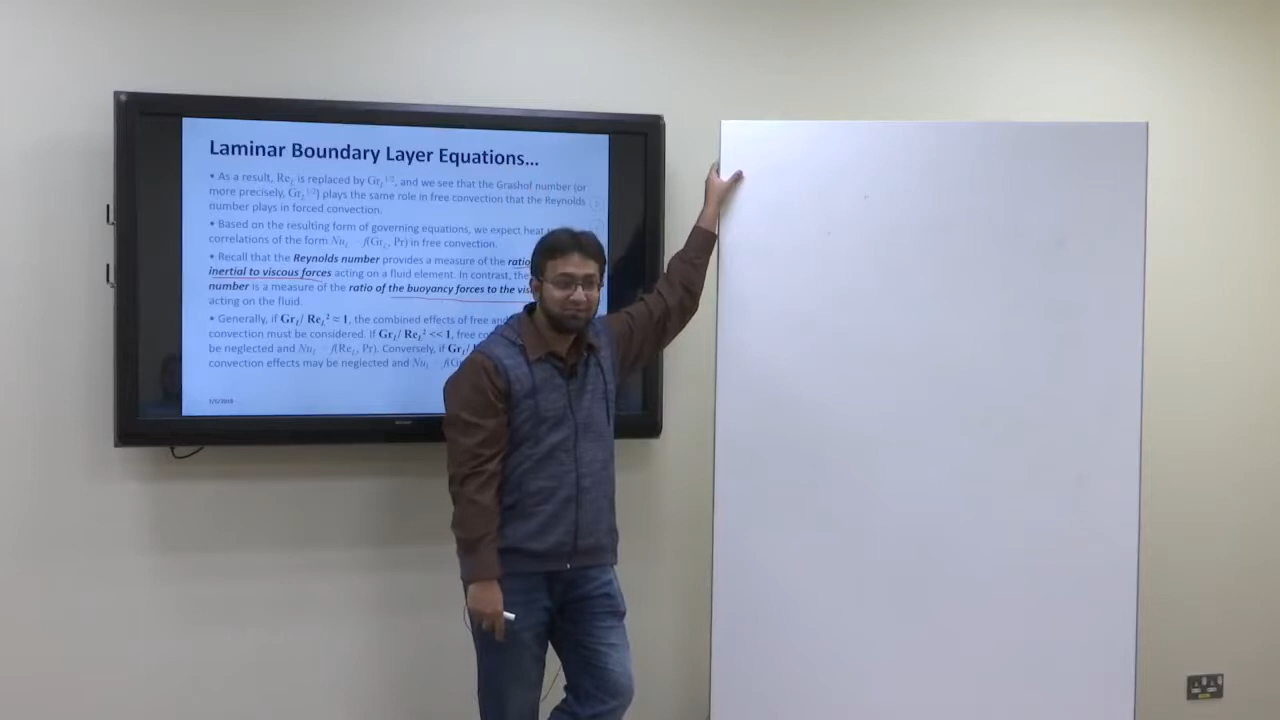 Laminar Boundary Layer Equations...
• As a result, Re_L is replaced by Gr_L^1/2, and we see that the Grashof number (or
more precisely, Gr_L^1/2) plays the same role in free convection that the Reynolds
number plays in forced convection.
• Based on the resulting form of governing equations, we expect heat
correlations of the form Nu_L = f(Gr_L, Pr) in free convection.
• Recall that the Reynolds number provides a measure of the ratio
inertial to viscous forces acting on a fluid element. In contrast, the
number is a measure of the ratio of the buoyancy forces to the
acting on the fluid.
• Generally, if Gr_L/ Re_L² ≈ 1, the combined effects of free and
convection must be considered. If Gr_L/ Re_L² << 1, free
be neglected and Nu_L = f(Re_L, Pr). Conversely, if Gr_L/
convection effects may be neglected and Nu_L = f(Gr